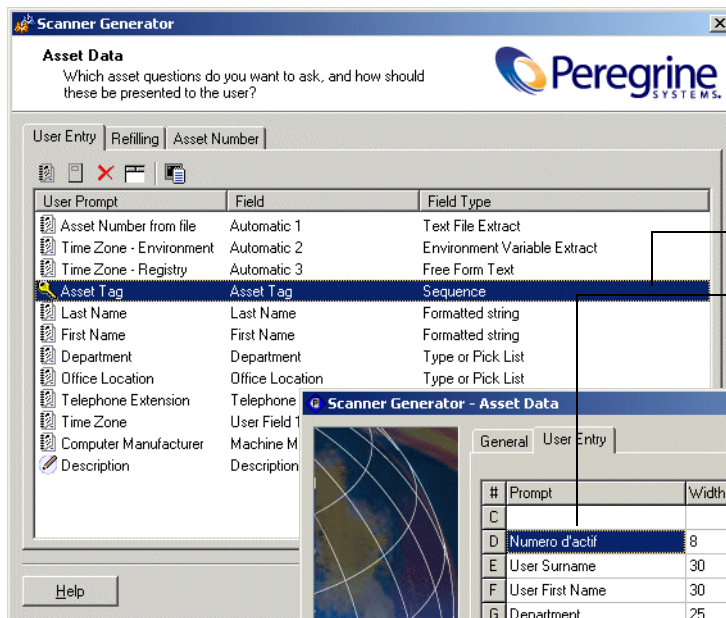 Scanner Generator
Asset Data
Which asset questions do you want to ask, and how should
these be presented to the user?
Peregrine
SYSTEMS.
User Entry Refilling Asset Number
User Prompt Field Field Type
Asset Number from file Automatic 1 Text File Extract
Time Zone - Environment Automatic 2 Environment Variable Extract
Time Zone - Registry Automatic 3 Free Form Text
Asset Tag Asset Tag Sequence
Last Name Last Name Formatted string
First Name First Name Formatted string
Department Department Type or Pick List
Office Location Office Location Type or Pick List
Telephone Extension Telephone
Time Zone User Field 1
Computer Manufacturer Machine M
Description Description
Help
Scanner Generator - Asset Data
General User Entry
# Prompt Width
C
D Numero d'actif 8
E User Surname 30
F User First Name 30
G Department 25